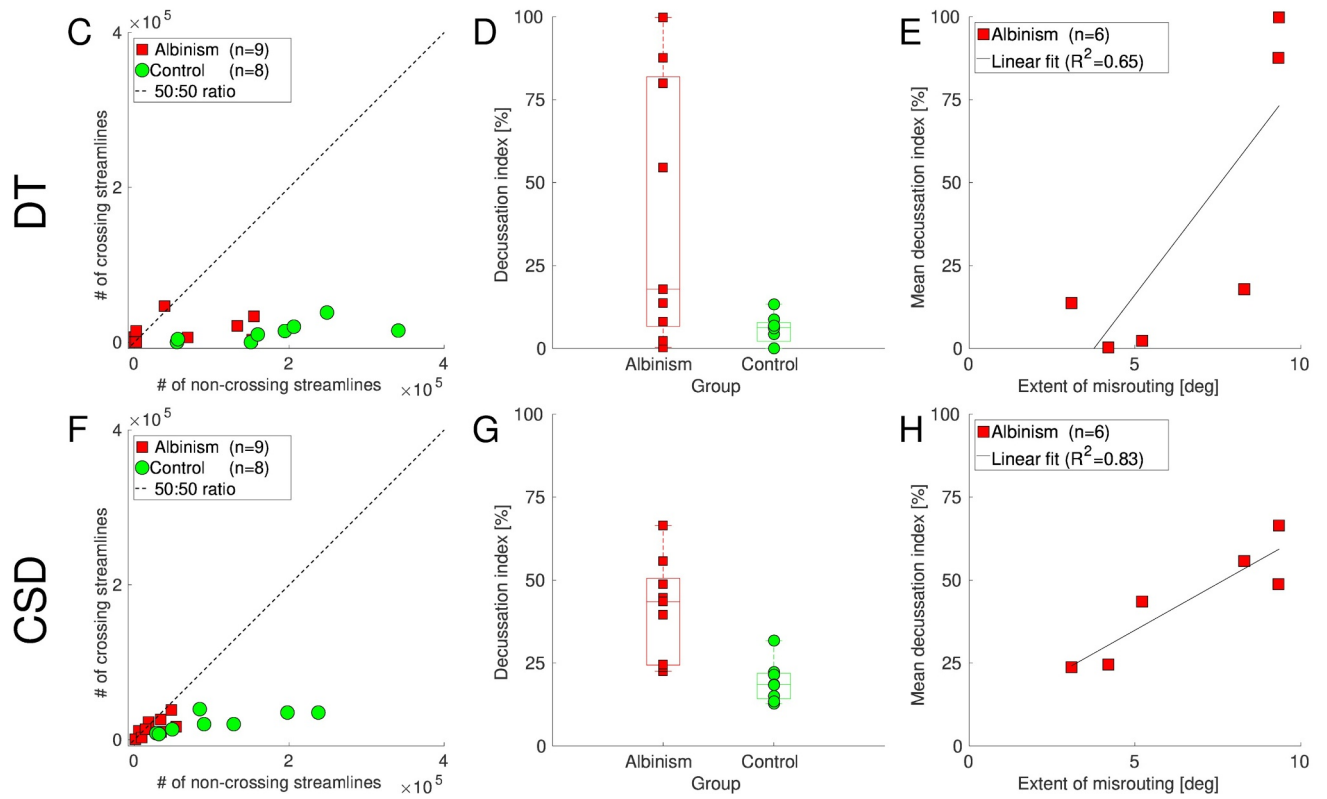 C
×10^5
4
2
0
# of crossing streamlines
Albinism (n=9)
Control (n=8)
50:50 ratio
0 2 4
# of non-crossing streamlines
×10^5
D
100
75
50
25
0
Decussation index [%]
Albinism Control
Group
E
100
75
50
25
0
Mean decussation index [%]
Albinism (n=6)
Linear fit (R^2=0.65)
0 5 10
Extent of misrouting [deg]
DT
F
×10^5
4
2
0
# of crossing streamlines
Albinism (n=9)
Control (n=8)
50:50 ratio
0 2 4
# of non-crossing streamlines
×10^5
G
100
75
50
25
0
Decussation index [%]
Albinism Control
Group
H
100
75
50
25
0
Mean decussation index [%]
Albinism (n=6)
Linear fit (R^2=0.83)
0 5 10
Extent of misrouting [deg]
CSD